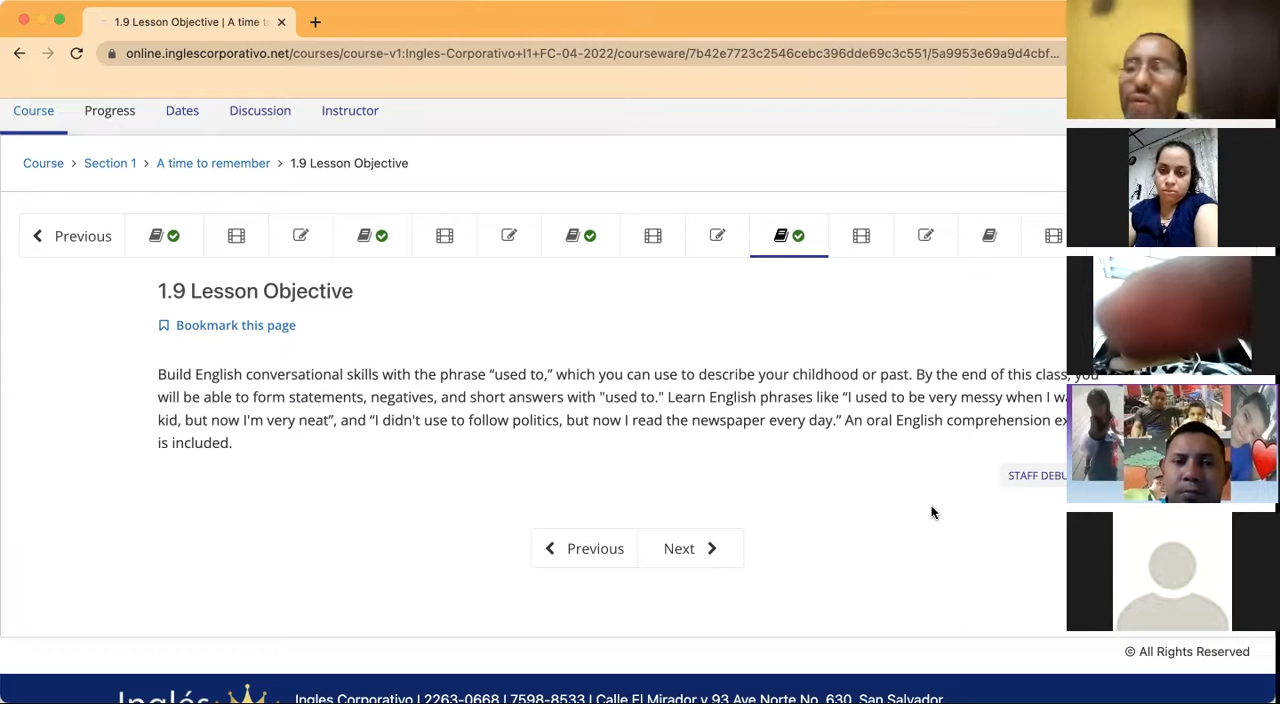 1.9 Lesson Objective | A time to
online.inglescorporativo.net/courses/course-v1:Ingles-Corporativo+I1+FC-04-2022/courseware/7b42e7723c2546cebc396dde69c3c551/5a9953e69a9d4cbf...
Course Progress Dates Discussion Instructor
Course > Section 1 > A time to remember > 1.9 Lesson Objective
Previous
1.9 Lesson Objective
Bookmark this page
Build English conversational skills with the phrase “used to,” which you can use to describe your childhood or past. By the end of this class, you
will be able to form statements, negatives, and short answers with "used to." Learn English phrases like “I used to be very messy when I
kid, but now I'm very neat”, and “I didn't use to follow politics, but now I read the newspaper every day.” An oral English comprehension
is included.
STAFF
Previous Next
© All Rights Reserved
Inglés
Ingles Corporativo | 2263-0668 | 7598-8533 | Calle El Mirador y 93 Ave Norte No. 630, San Salvador